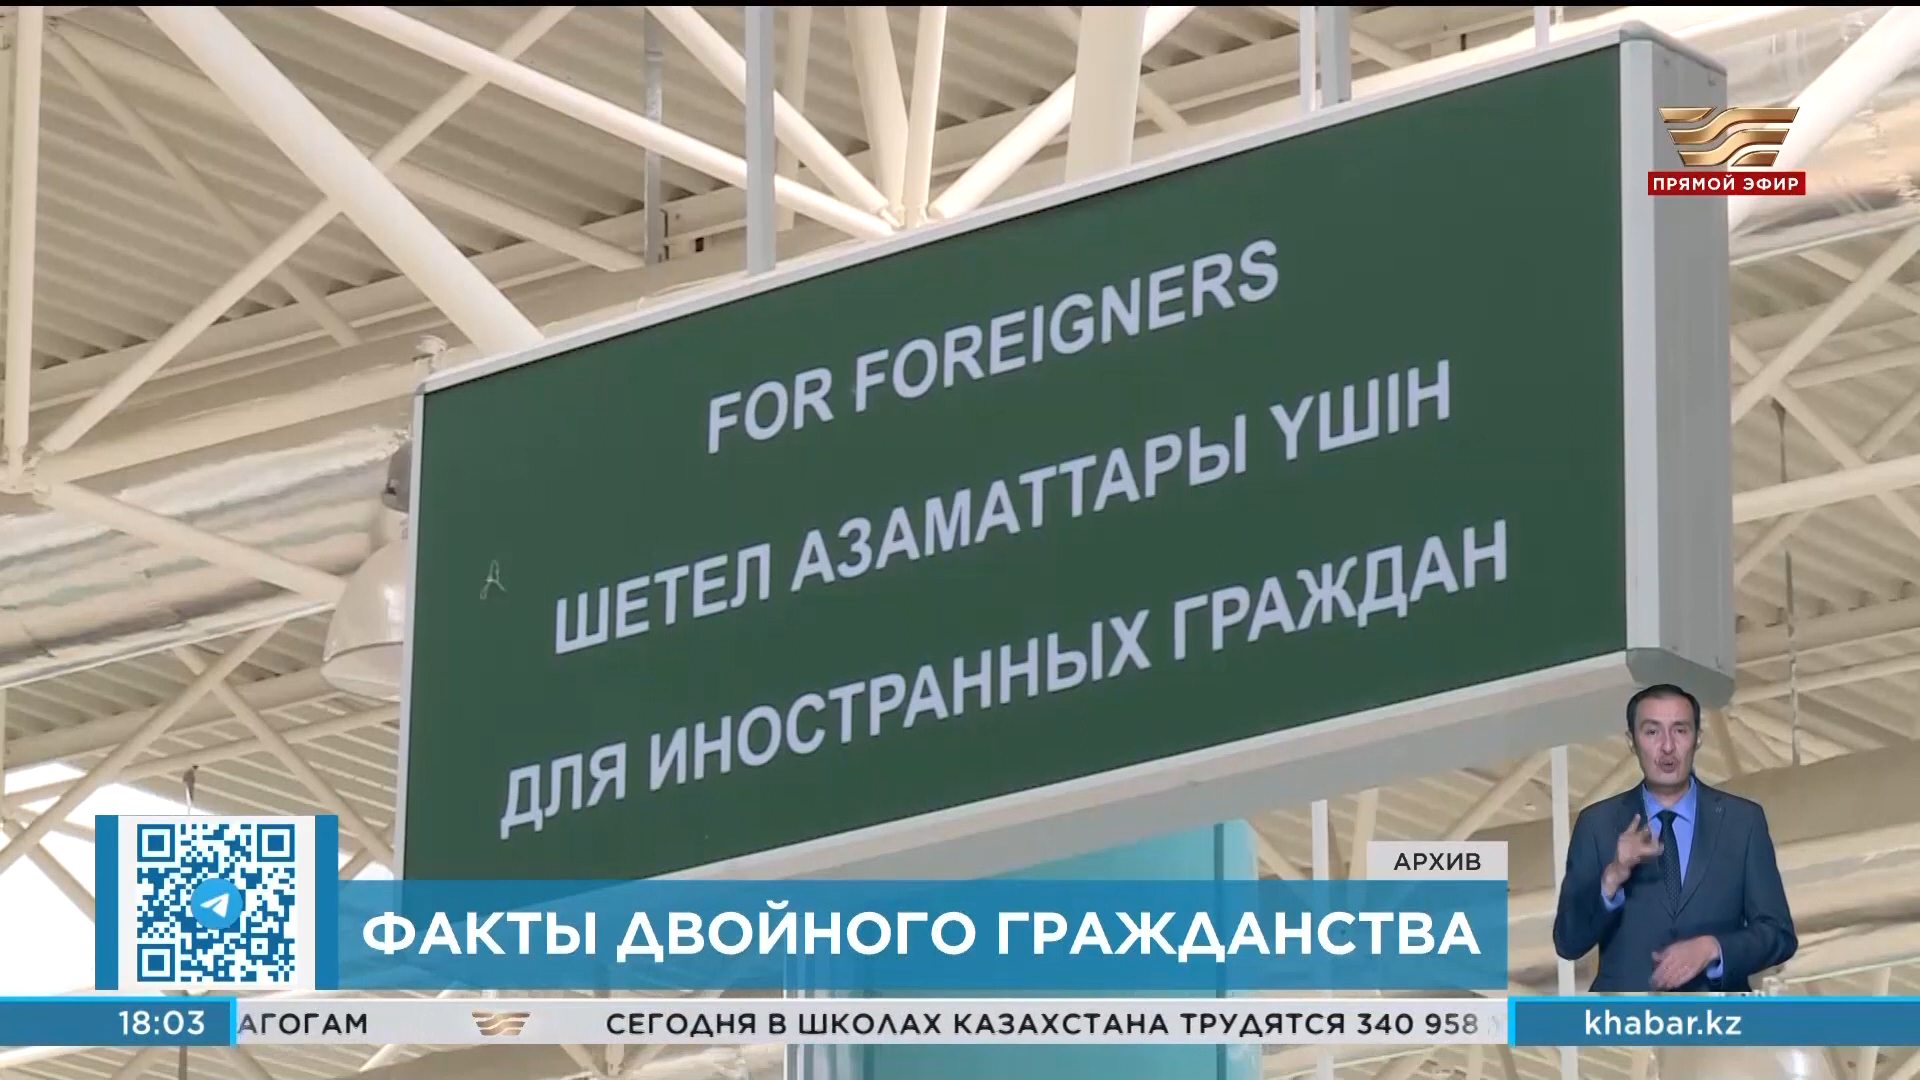 ПРЯМОЙ ЭФИР
FOR FOREIGNERS
ШЕТЕЛ АЗАМАТТАРЫ ҮШІН
ДЛЯ ИНОСТРАННЫХ ГРАЖДАН
АРХИВ
ФАКТЫ ДВОЙНОГО ГРАЖДАНСТВА
18:03 АГОГАМ СЕГОДНЯ В ШКОЛАХ КАЗАХСТАНА ТРУДЯТСЯ 340 958 khabar.kz